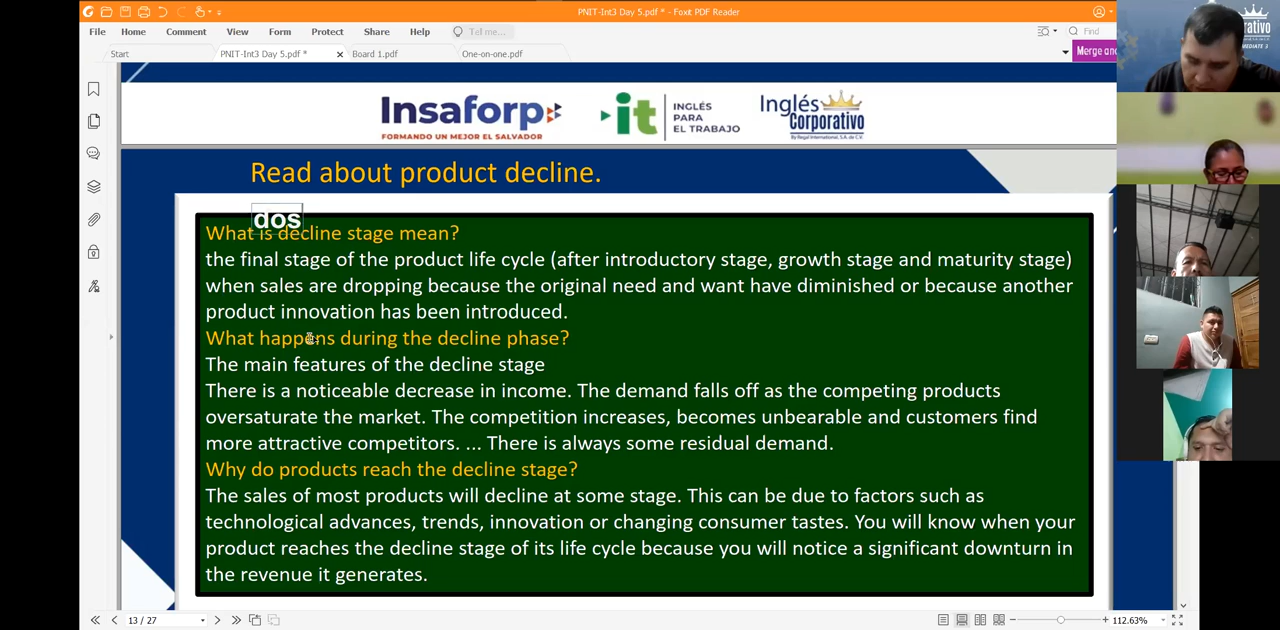 PNIT-Int3 Day 5.pdf * - Foxit PDF Reader
File Home Comment View Form Protect Share Help Tell me... Find
Start PNIT-Int3 Day 5.pdf * Board 1.pdf One-on-one.pdf
Merge and
Insaforp
FORMANDO UN MEJOR EL SALVADOR
it
INGLÉS
PARA
EL TRABAJO
Inglés
Corporativo
Read about product decline.
dos
What is decline stage mean?
the final stage of the product life cycle (after introductory stage, growth stage and maturity stage)
when sales are dropping because the original need and want have diminished or because another
product innovation has been introduced.
What happens during the decline phase?
The main features of the decline stage
There is a noticeable decrease in income. The demand falls off as the competing products
oversaturate the market. The competition increases, becomes unbearable and customers find
more attractive competitors. ... There is always some residual demand.
Why do products reach the decline stage?
The sales of most products will decline at some stage. This can be due to factors such as
technological advances, trends, innovation or changing consumer tastes. You will know when your
product reaches the decline stage of its life cycle because you will notice a significant downturn in
the revenue it generates.
13 / 27
112.63%